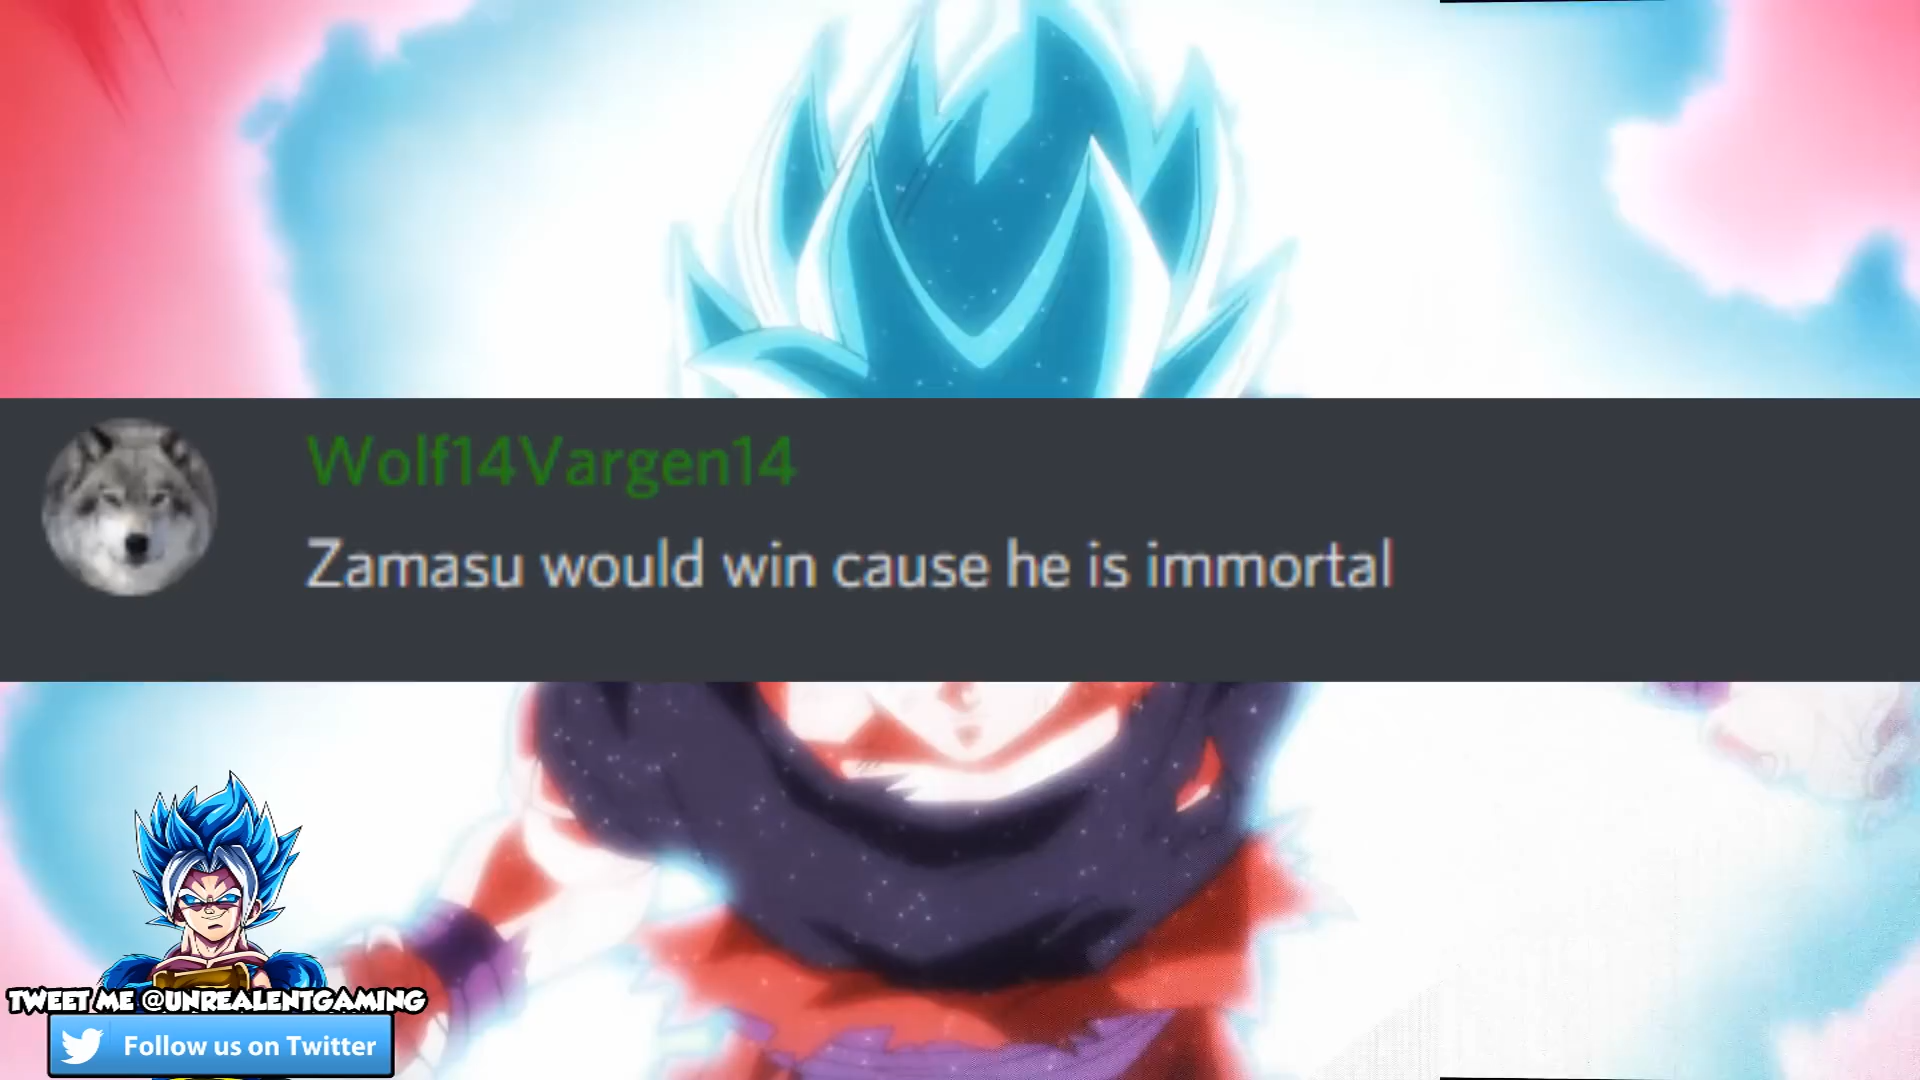 Wolf14Vargen14
Zamasu would win cause he is immortal
TWEET ME @UNREALENTGAMING
Follow us on Twitter